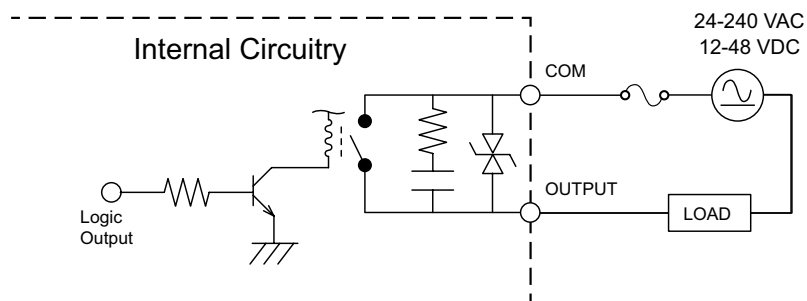 24-240 VAC
12-48 VDC
Internal Circuitry
COM
OUTPUT
LOAD
Logic
Output